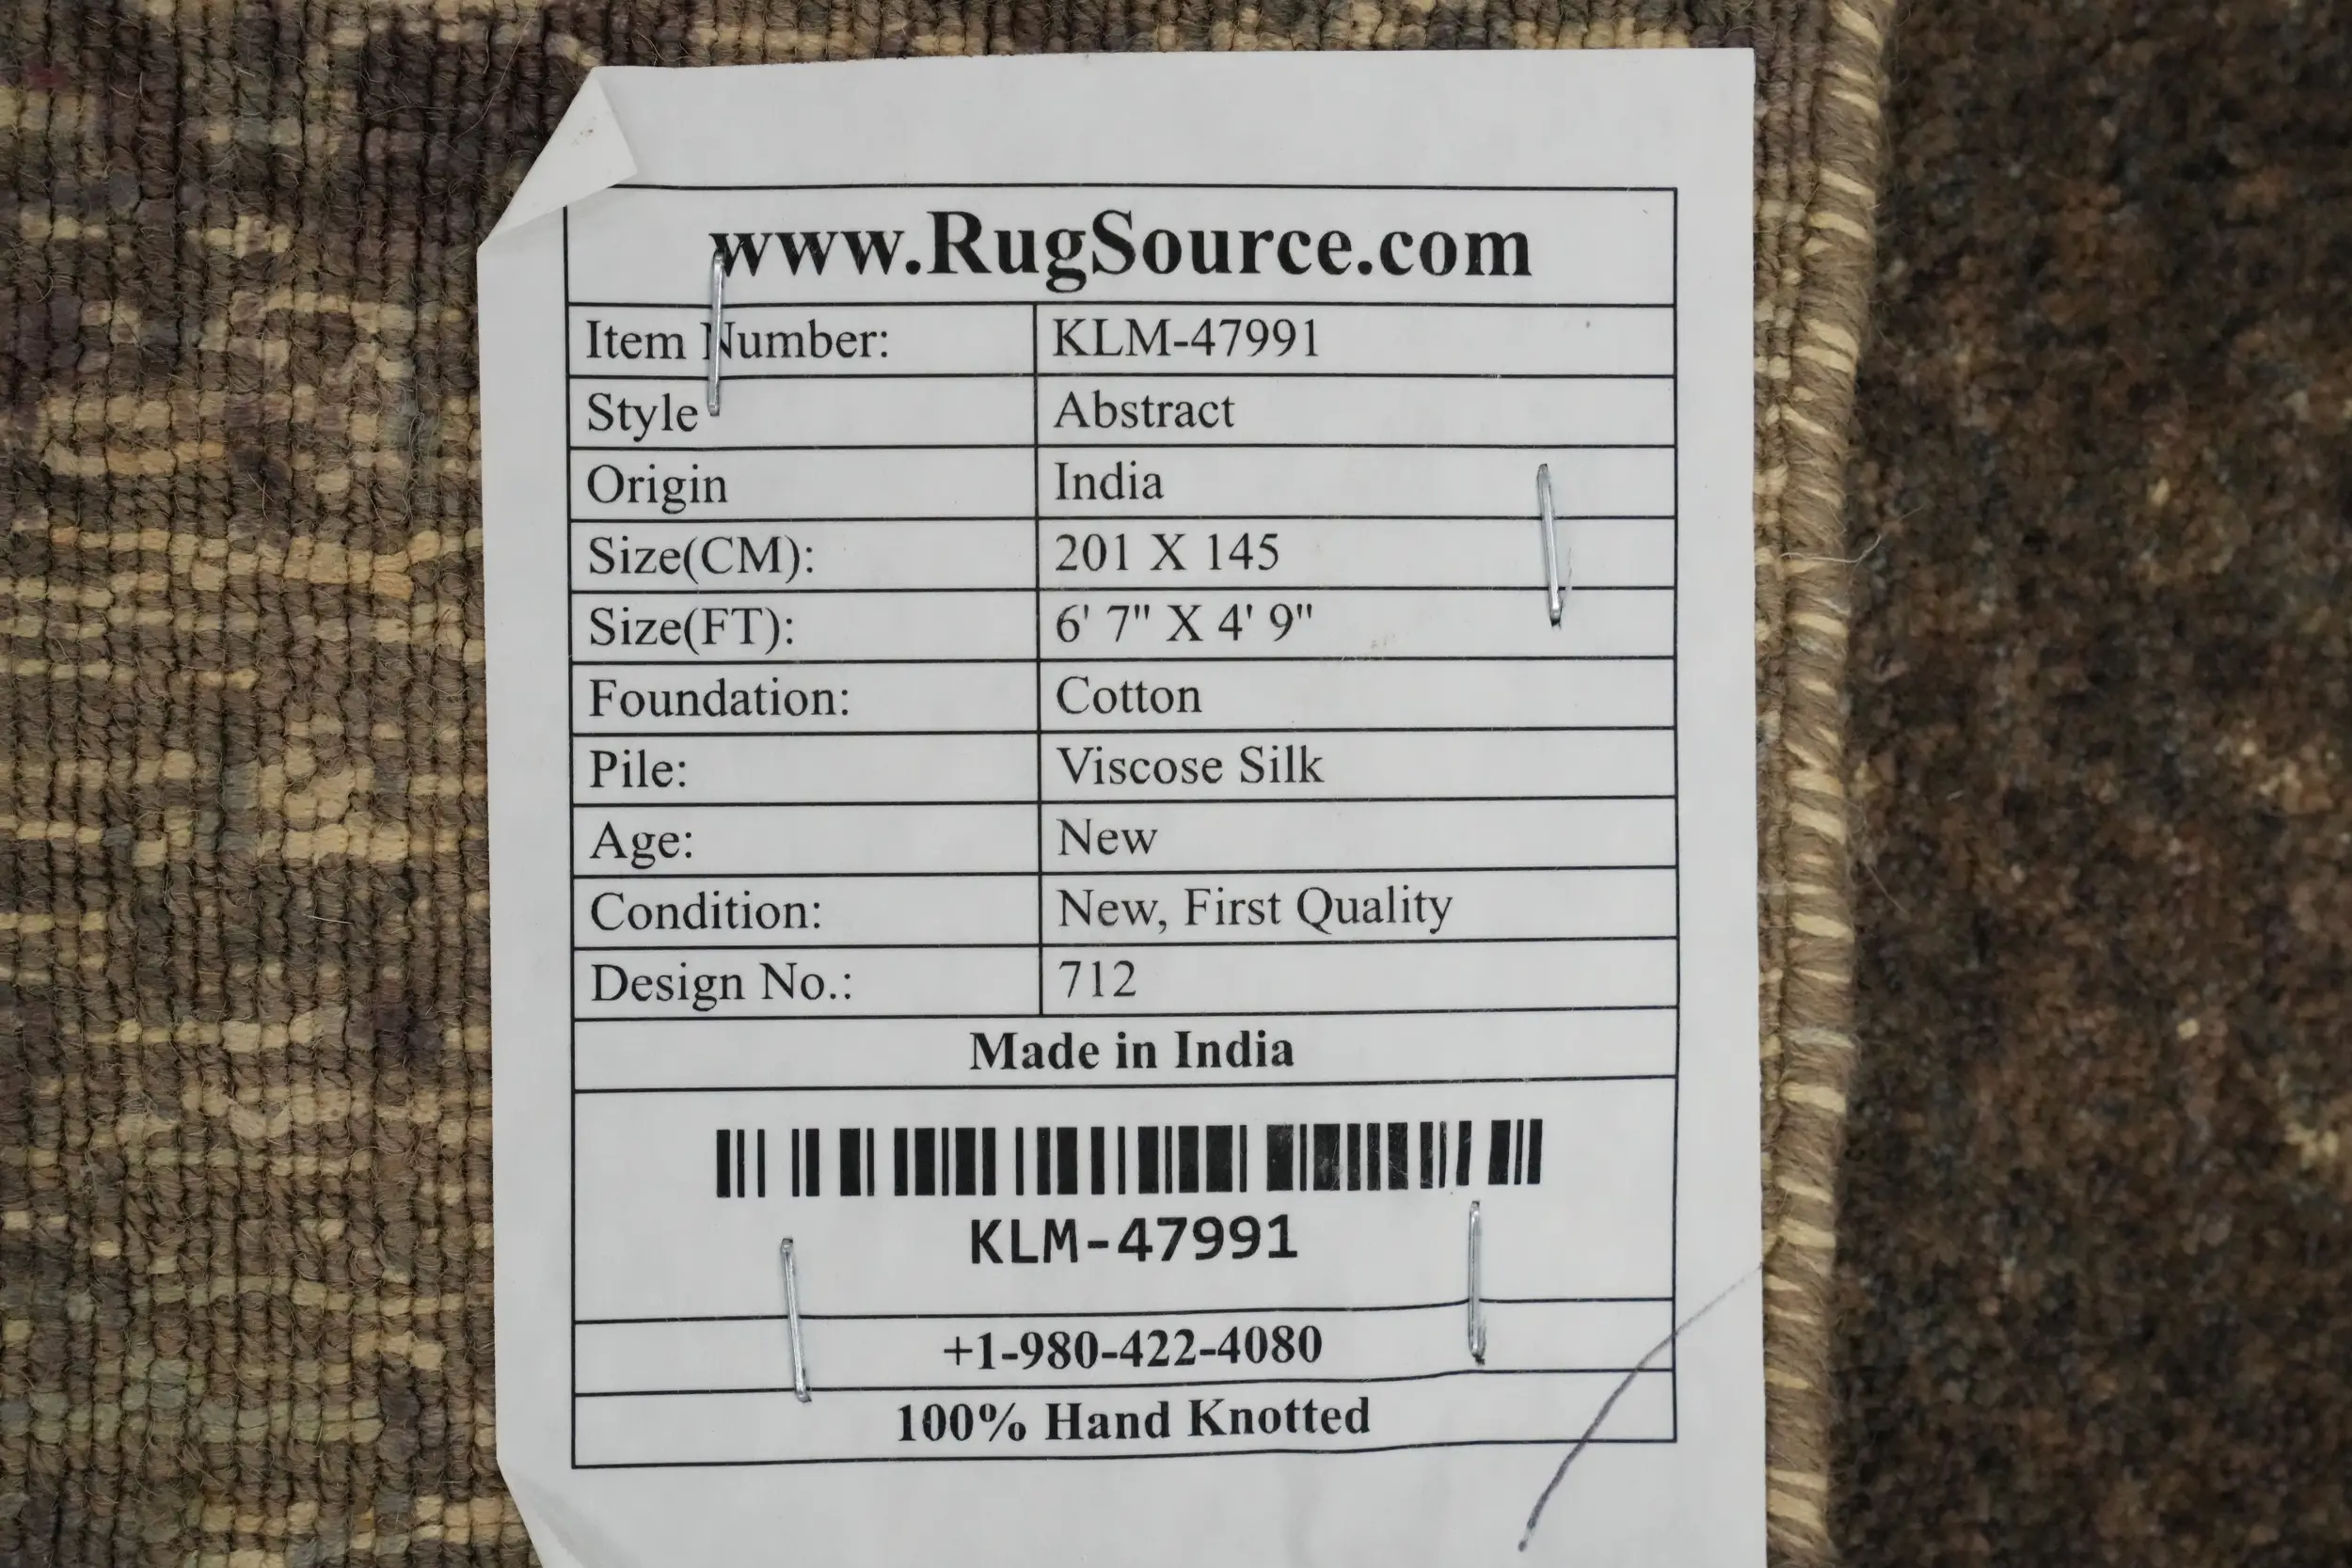 www.RugSource.com
Item Number: KLM-47991
Style Abstract
Origin India
Size(CM): 201 X 145
Size(FT): 6' 7" X 4' 9"
Foundation: Cotton
Pile: Viscose Silk
Age: New
Condition: New, First Quality
Design No.: 712
Made in India
KLM-47991
+1-980-422-4080
100% Hand Knotted